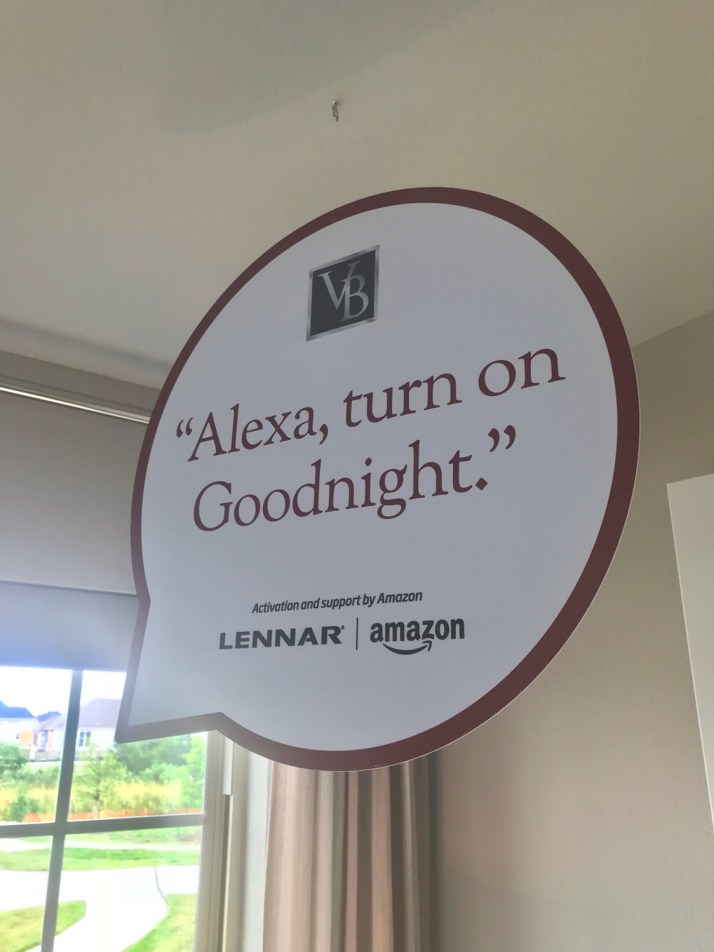 VB
“Alexa, turn on
Goodnight.”
Activation and support by Amazon
LENNAR® | amazon